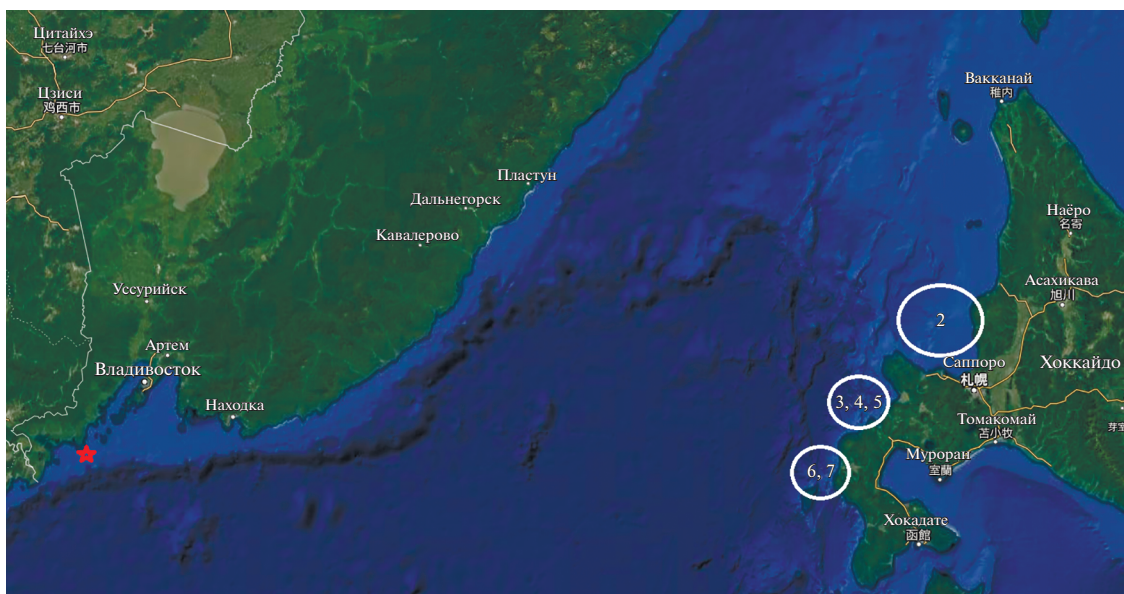 Цитайхэ
七台河市
Цзиси
鸡西市
Вакканай
稚内
Пластун
Дальнегорск
Кавалерово
Наёро
名寄
Уссурийск
Асахикава
旭川
2
Артем
Владивосток
Саппоро
札幌
Хоккайдо
Находка
3, 4, 5
Томакомай
苫小牧
Муроран
室蘭
6, 7
Хокадате
函館